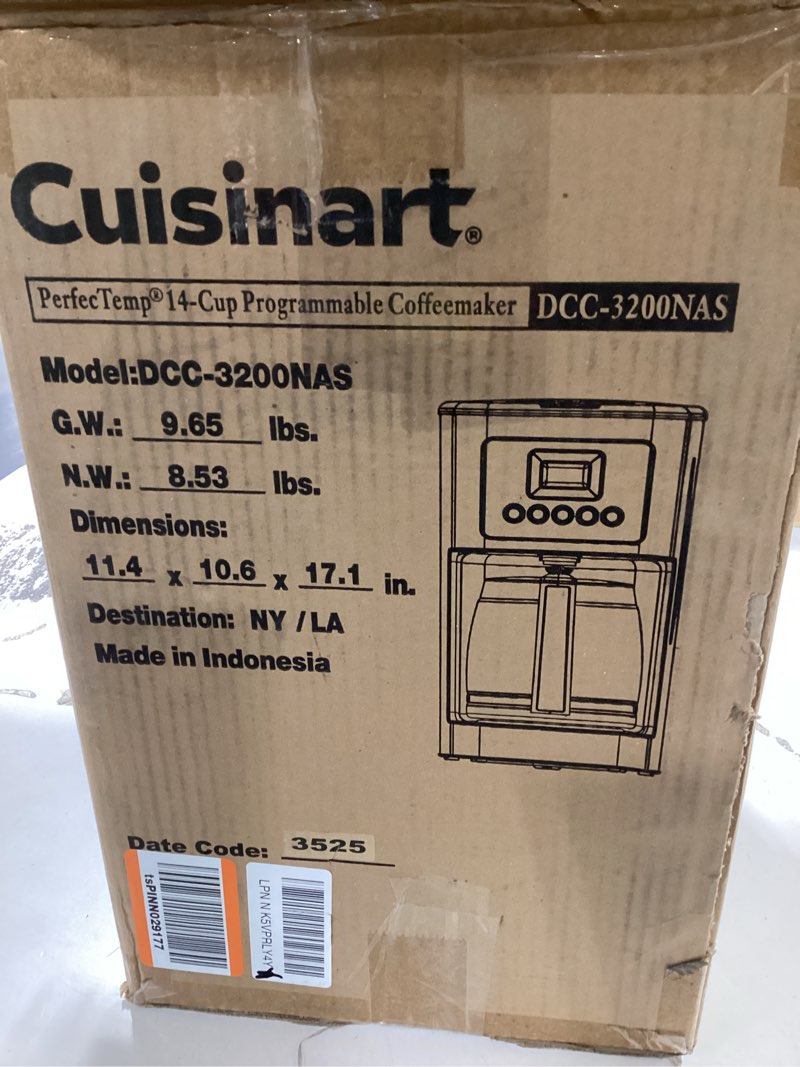 Cuisinart®
PerfecTemp® 14-Cup Programmable Coffeemaker DCC-3200NAS
Model:DCC-3200NAS
G.W.: 9.65 lbs.
N.W.: 8.53 lbs.
Dimensions:
11.4 x 10.6 x 17.1 in.
Destination: NY / LA
Made in Indonesia
Date Code: 3525
tsPINN029177